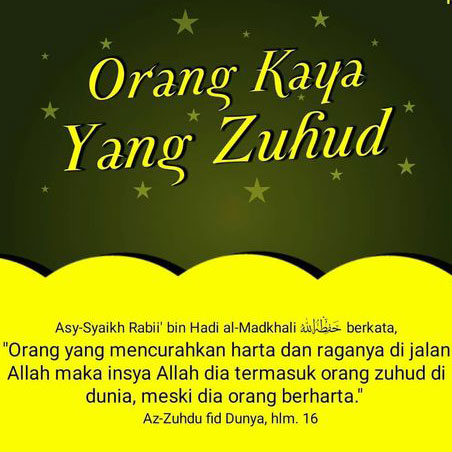 Orang Kaya
Yang Zuhud
Asy-Syaikh Rabii' bin Hadi al-Madkhali حَفِظَهُ اللهُ berkata,
"Orang yang mencurahkan harta dan raganya di jalan
Allah maka insya Allah dia termasuk orang zuhud di
dunia, meski dia orang berharta."
Az-Zuhdu fid Dunya, hlm. 16